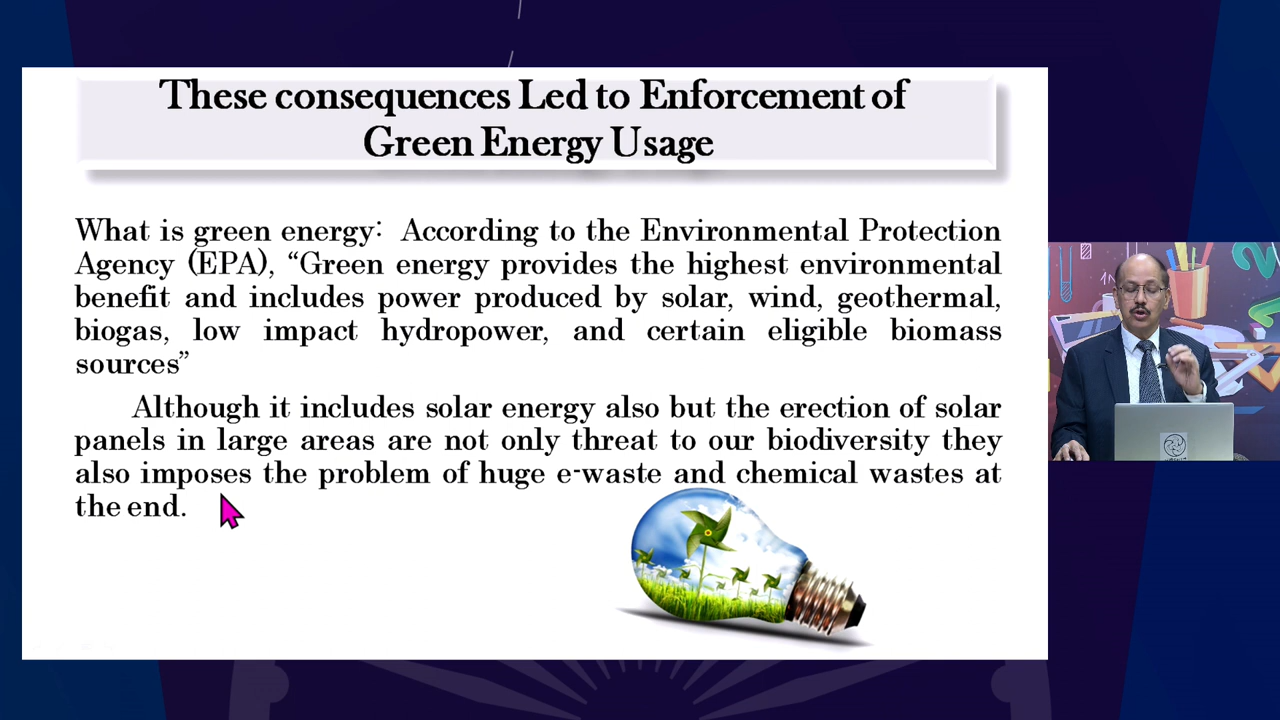 These consequences Led to Enforcement of
Green Energy Usage
What is green energy: According to the Environmental Protection
Agency (EPA), “Green energy provides the highest environmental
benefit and includes power produced by solar, wind, geothermal,
biogas, low impact hydropower, and certain eligible biomass
sources”
Although it includes solar energy also but the erection of solar
panels in large areas are not only threat to our biodiversity they
also imposes the problem of huge e-waste and chemical wastes at
the end.